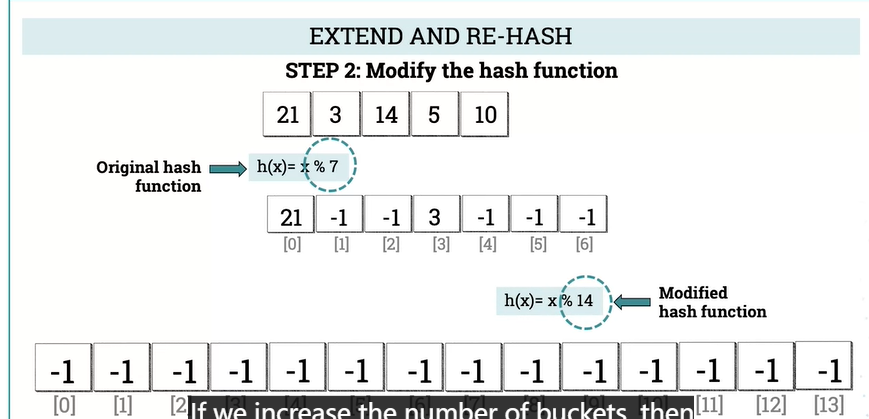 EXTEND AND RE-HASH
STEP 2: Modify the hash function
21 3 14 5 10
Original hash function
h(x)= x % 7
21 -1 -1 3 -1 -1 -1
[0] [1] [2] [3] [4] [5] [6]
h(x)= x % 14
Modified hash function
-1 -1 -1 -1 -1 -1 -1 -1 -1 -1 -1 -1 -1 -1
[0] [1] [2 [11] [12] [13]
If we increase the number of buckets, then